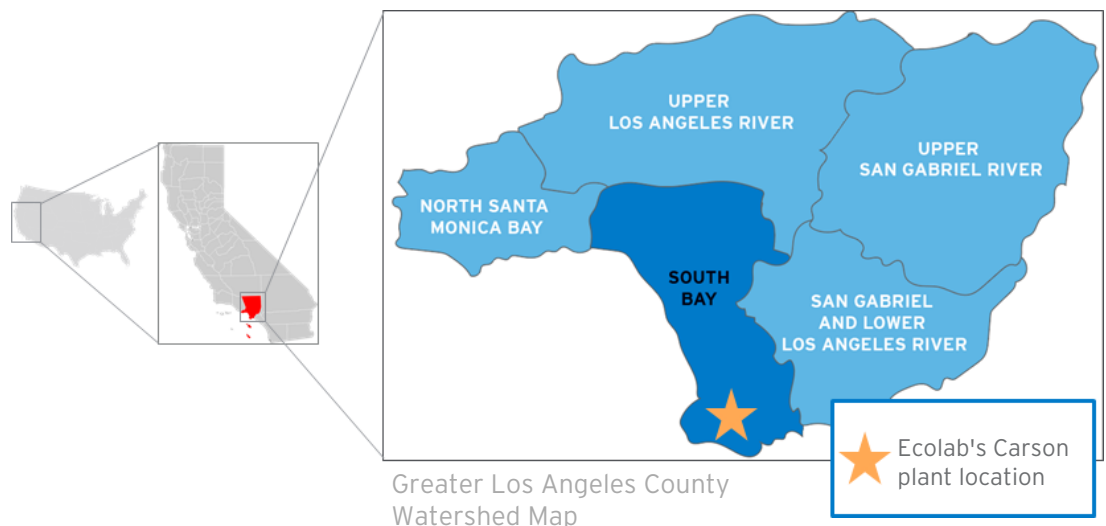 UPPER
LOS ANGELES RIVER
UPPER
SAN GABRIEL RIVER
NORTH SANTA
MONICA BAY
SOUTH
BAY
SAN GABRIEL
AND LOWER
LOS ANGELES RIVER
Ecolab's Carson
plant location
Greater Los Angeles County
Watershed Map